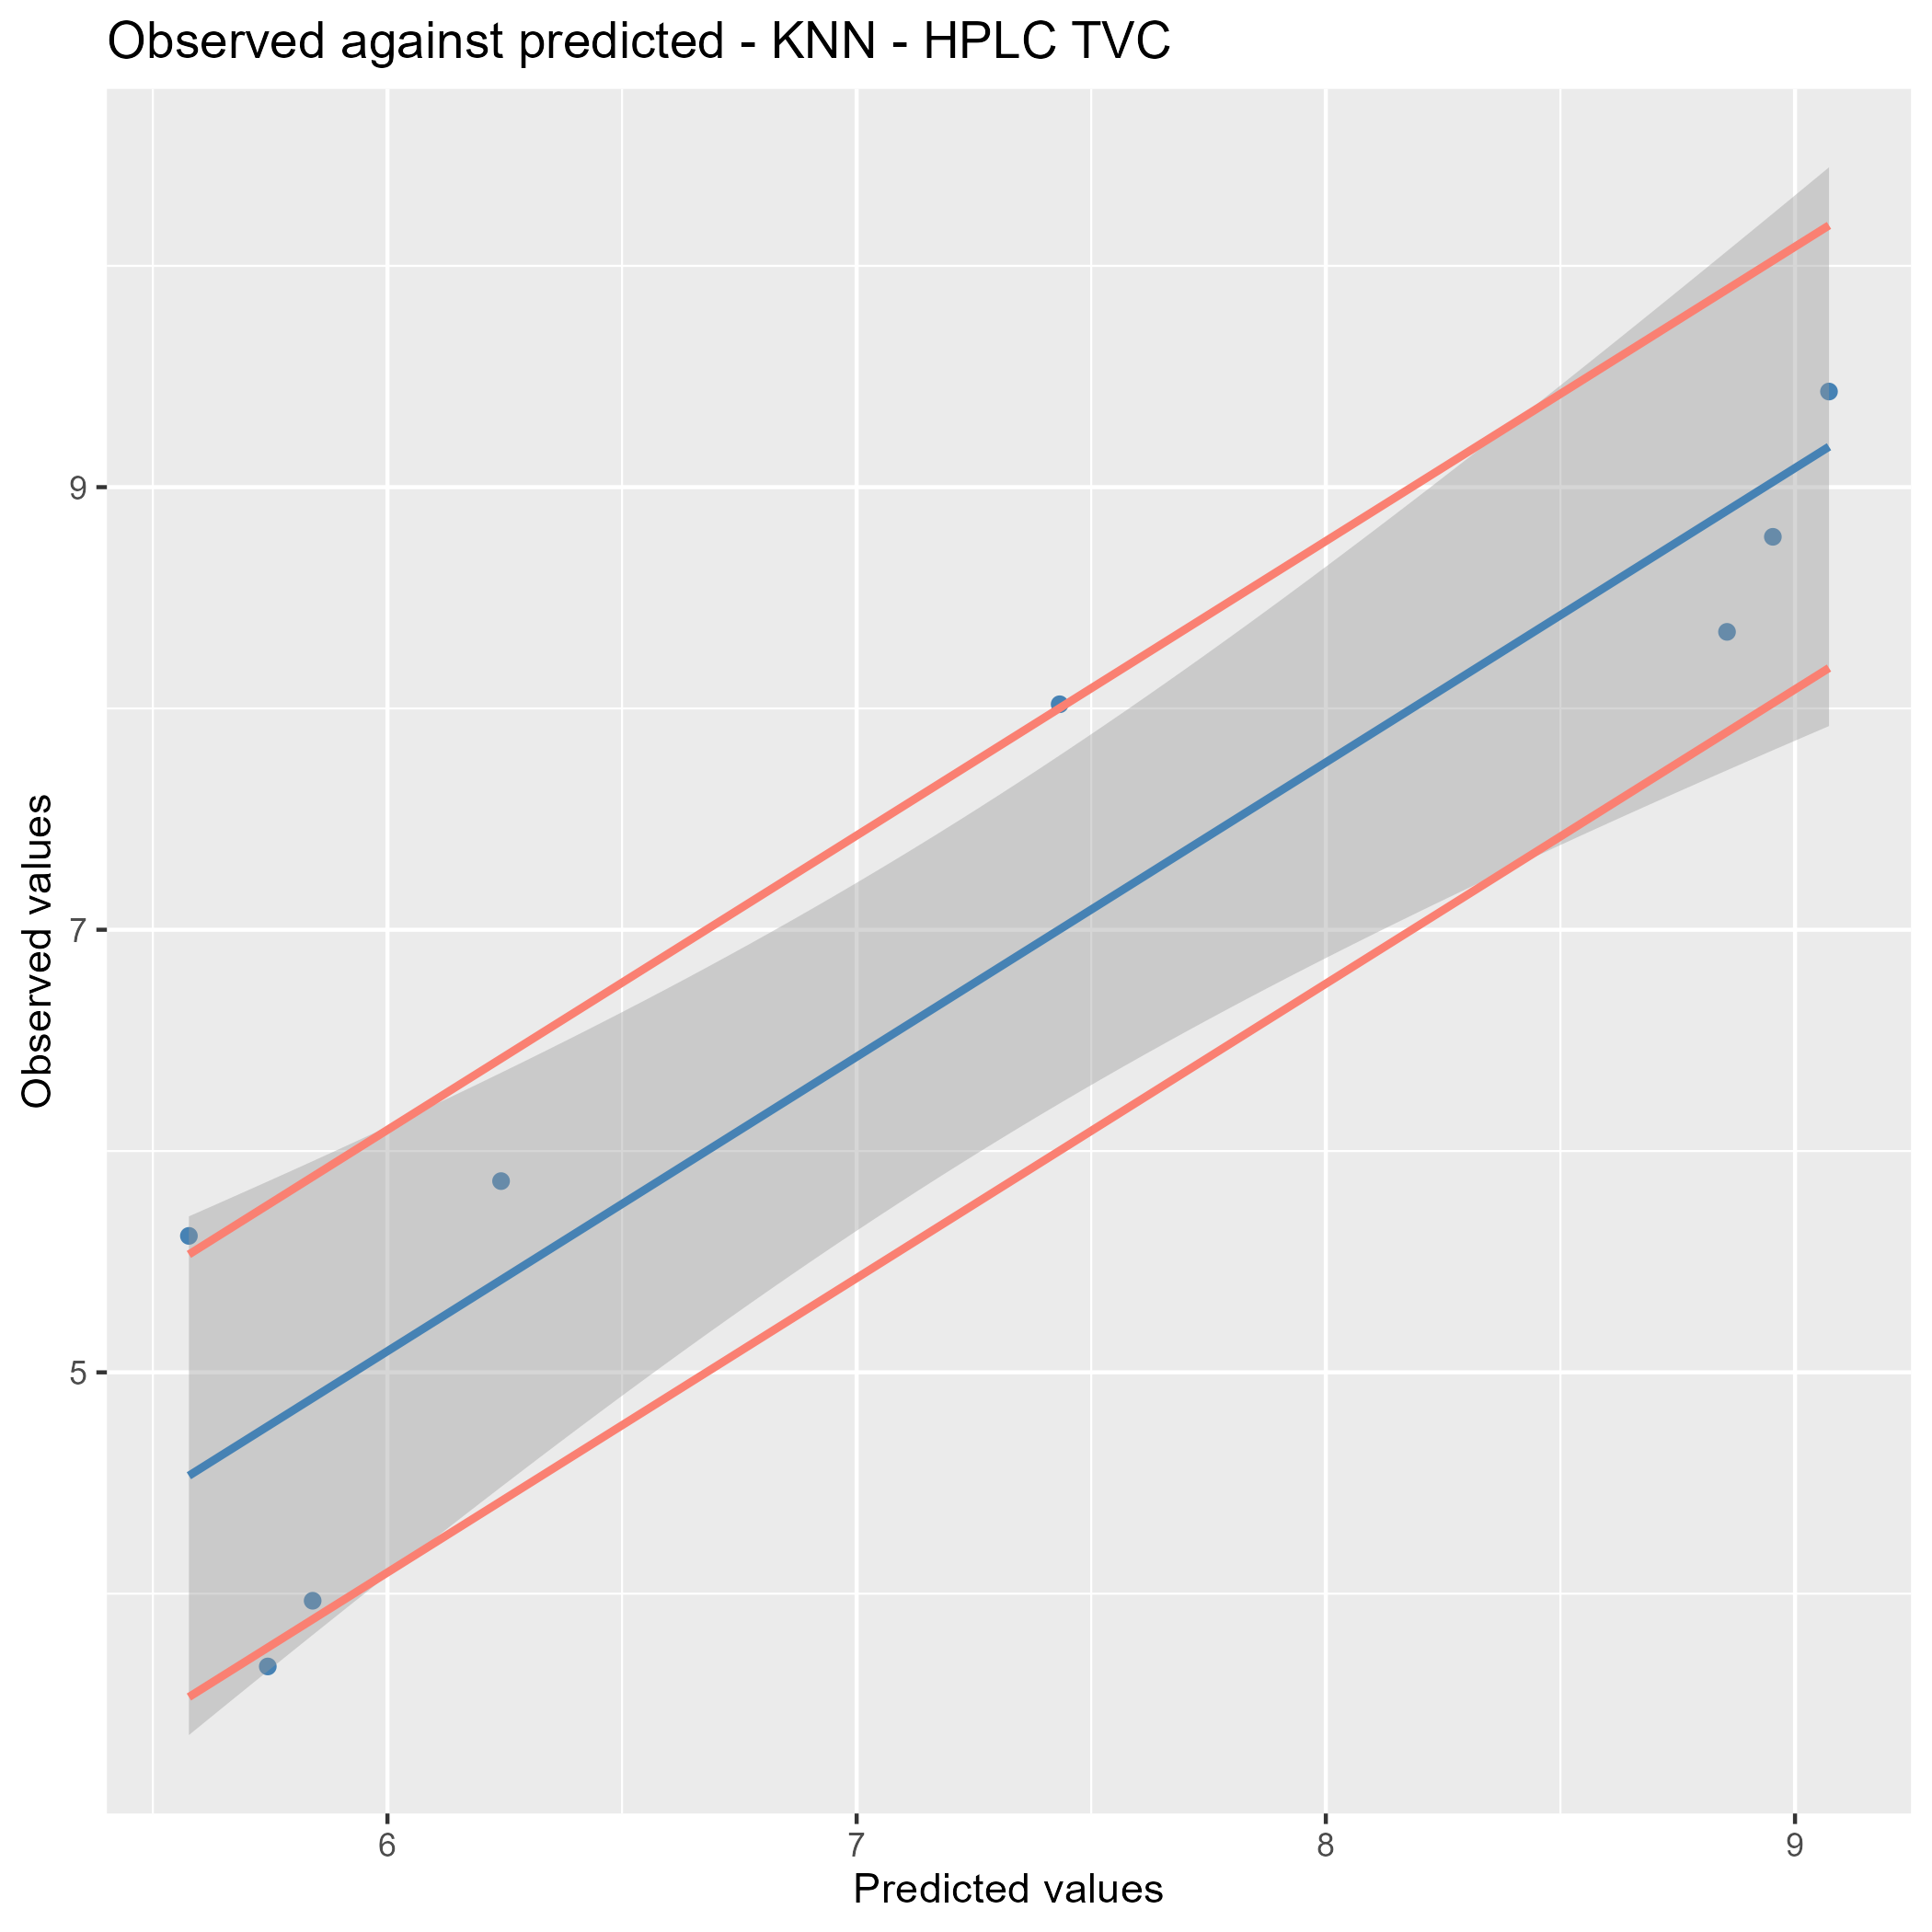 Observed against predicted - KNN - HPLC TVC
Observed values
9
7
5
6 7 8 9
Predicted values